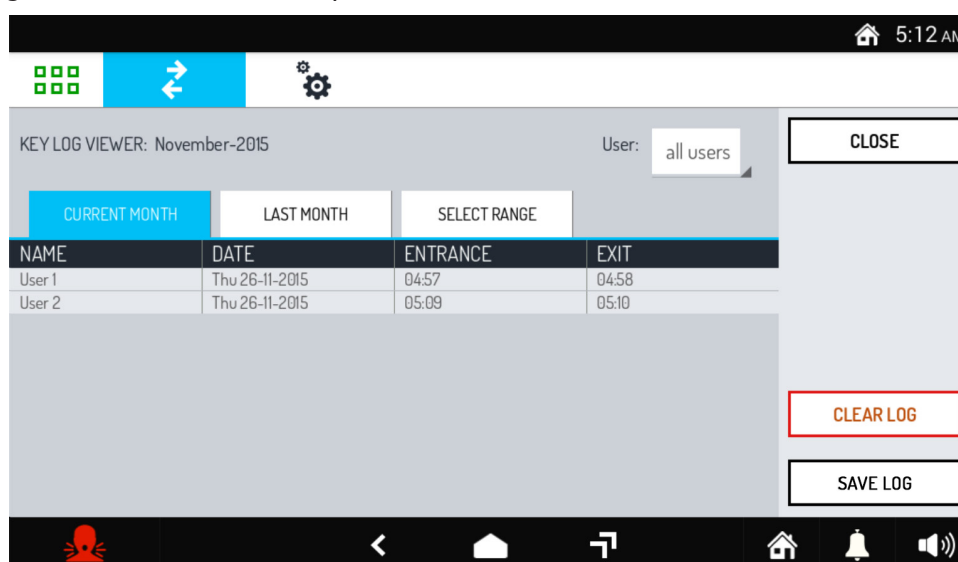 5:12 AM
KEY LOG VIEWER: November-2015
User:
all users
CLOSE
CURRENT MONTH
LAST MONTH
SELECT RANGE
NAME DATE ENTRANCE EXIT
User 1 Thu 26-11-2015 04:57 04:58
User 2 Thu 26-11-2015 05:09 05:10
CLEAR LOG
SAVE LOG